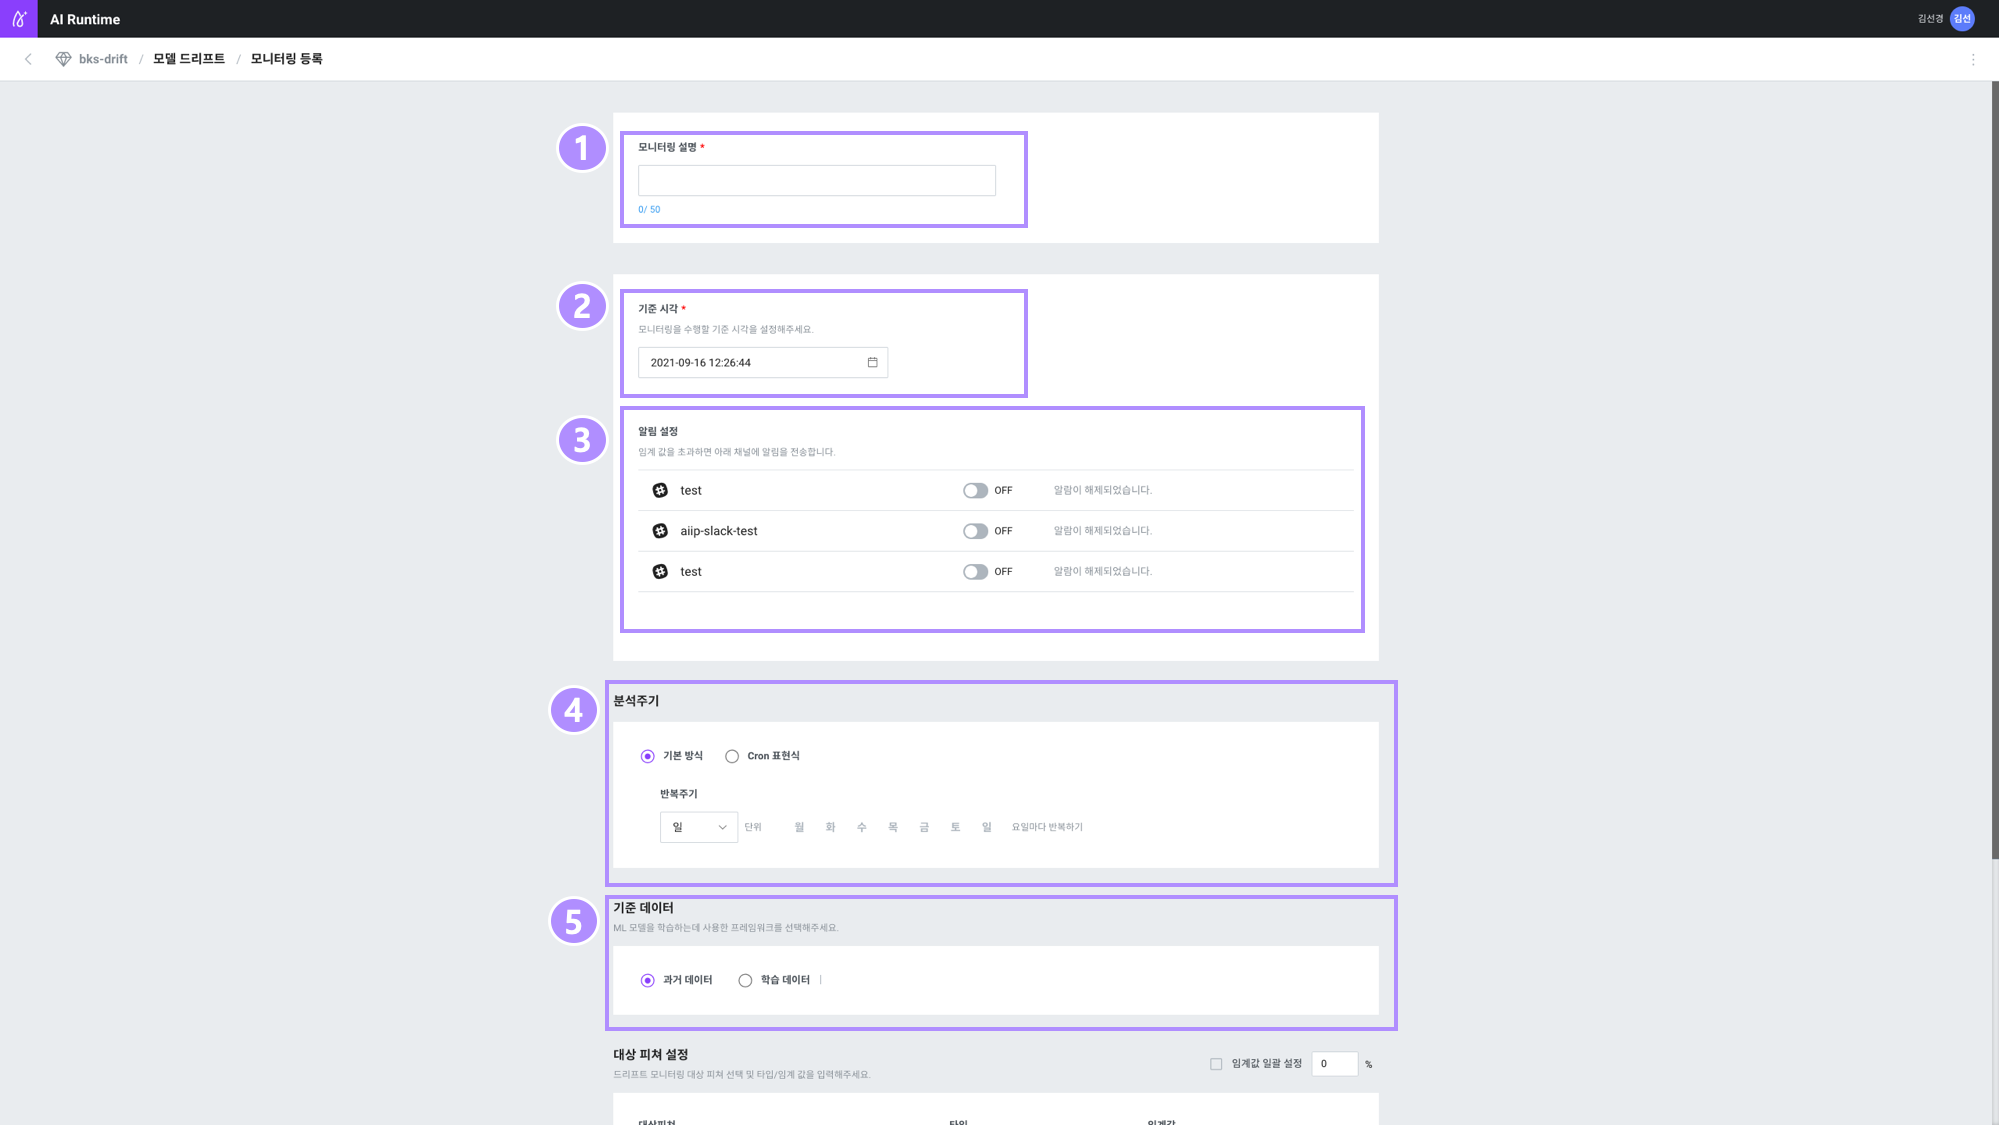 AI Runtime
김선경 김선
bks-drift / 모델 드리프트 / 모니터링 등록
1
모니터링 설명 *
0/ 50
2
기준 시각 *
모니터링을 수행할 기준 시각을 설정해주세요.
2021-09-16 12:26:44
3
알림 설정
임계 값을 초과하면 아래 채널에 알림을 전송합니다.
test OFF 알람이 해제되었습니다.
aiip-slack-test OFF 알람이 해제되었습니다.
test OFF 알람이 해제되었습니다.
4
분석주기
기본 방식 Cron 표현식
반복주기
일 단위 월 화 수 목 금 토 일 요일마다 반복하기
5
기준 데이터
ML 모델을 학습하는데 사용한 프레임워크를 선택해주세요.
과거 데이터 학습 데이터 |
대상 피쳐 설정
임계값 일괄 설정 0 %
드리프트 모니터링 대상 피쳐 선택 및 타입/임계 값을 입력해주세요.
대상피쳐 타입 임계값